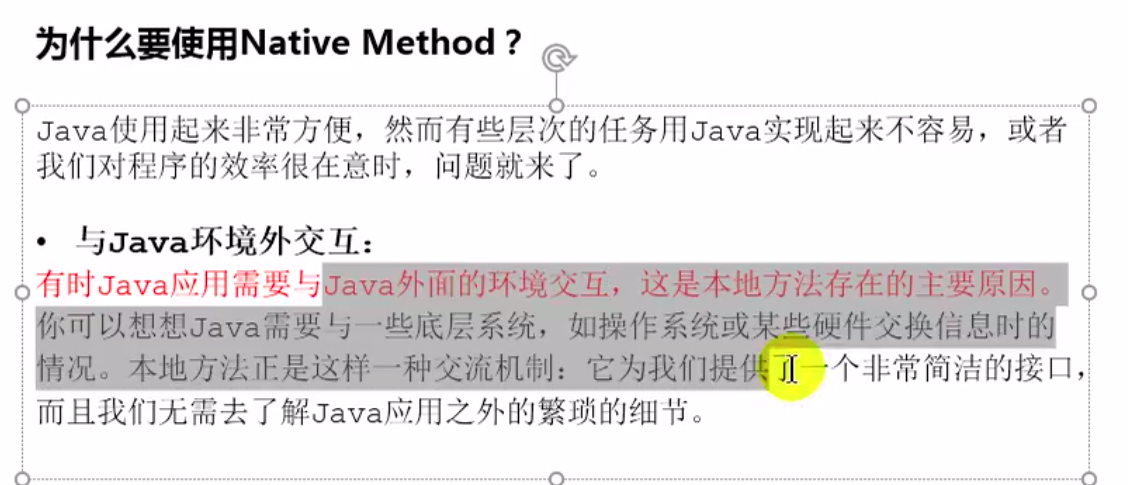 为什么要使用Native Method？
Java使用起来非常方便，然而有些层次的任务用Java实现起来不容易，或者
我们对程序的效率很在意时，问题就来了。
• 与Java环境外交互：
有时Java应用需要与Java外面的环境交互，这是本地方法存在的主要原因。
你可以想想Java需要与一些底层系统，如操作系统或某些硬件交换信息时的
情况。本地方法正是这样一种交流机制：它为我们提供了一个非常简洁的接口，
而且我们无需去了解Java应用之外的繁琐的细节。